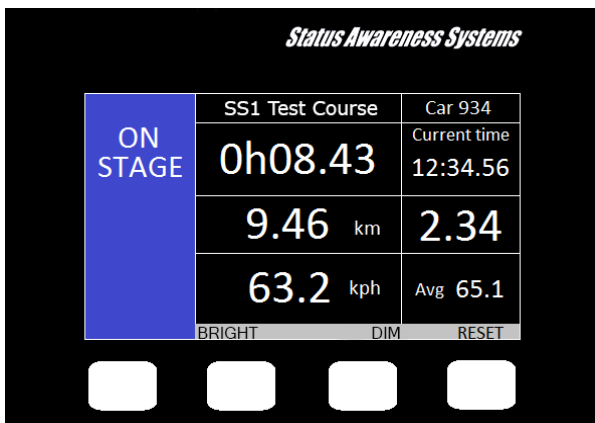 Status Awareness Systems
SS1 Test Course
Car 934
ON
STAGE
0h08.43
Current time
12:34.56
9.46 km
2.34
63.2 kph
Avg 65.1
BRIGHT DIM RESET